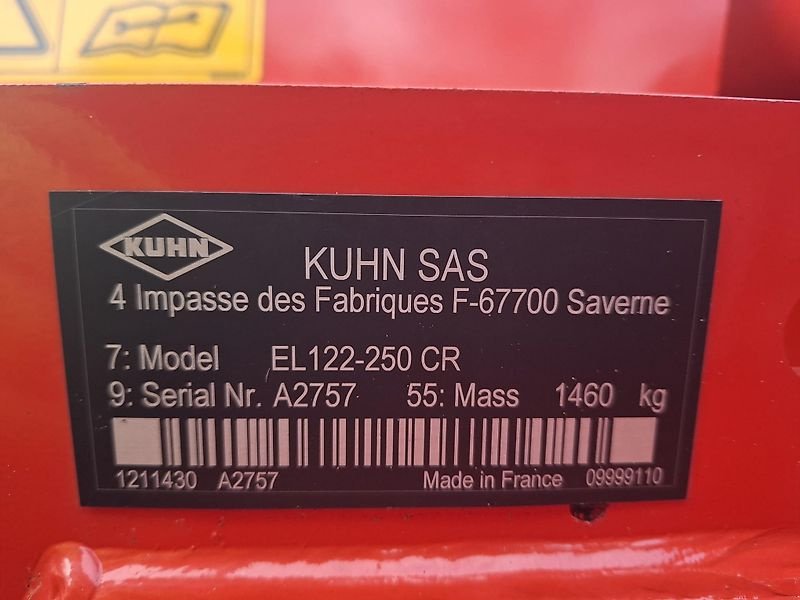 KUHN
KUHN SAS
4 Impasse des Fabriques F-67700 Saverne
7: Model EL122-250 CR
9: Serial Nr. A2757 55: Mass 1460 kg
1211430 A2757 Made in France 09999110